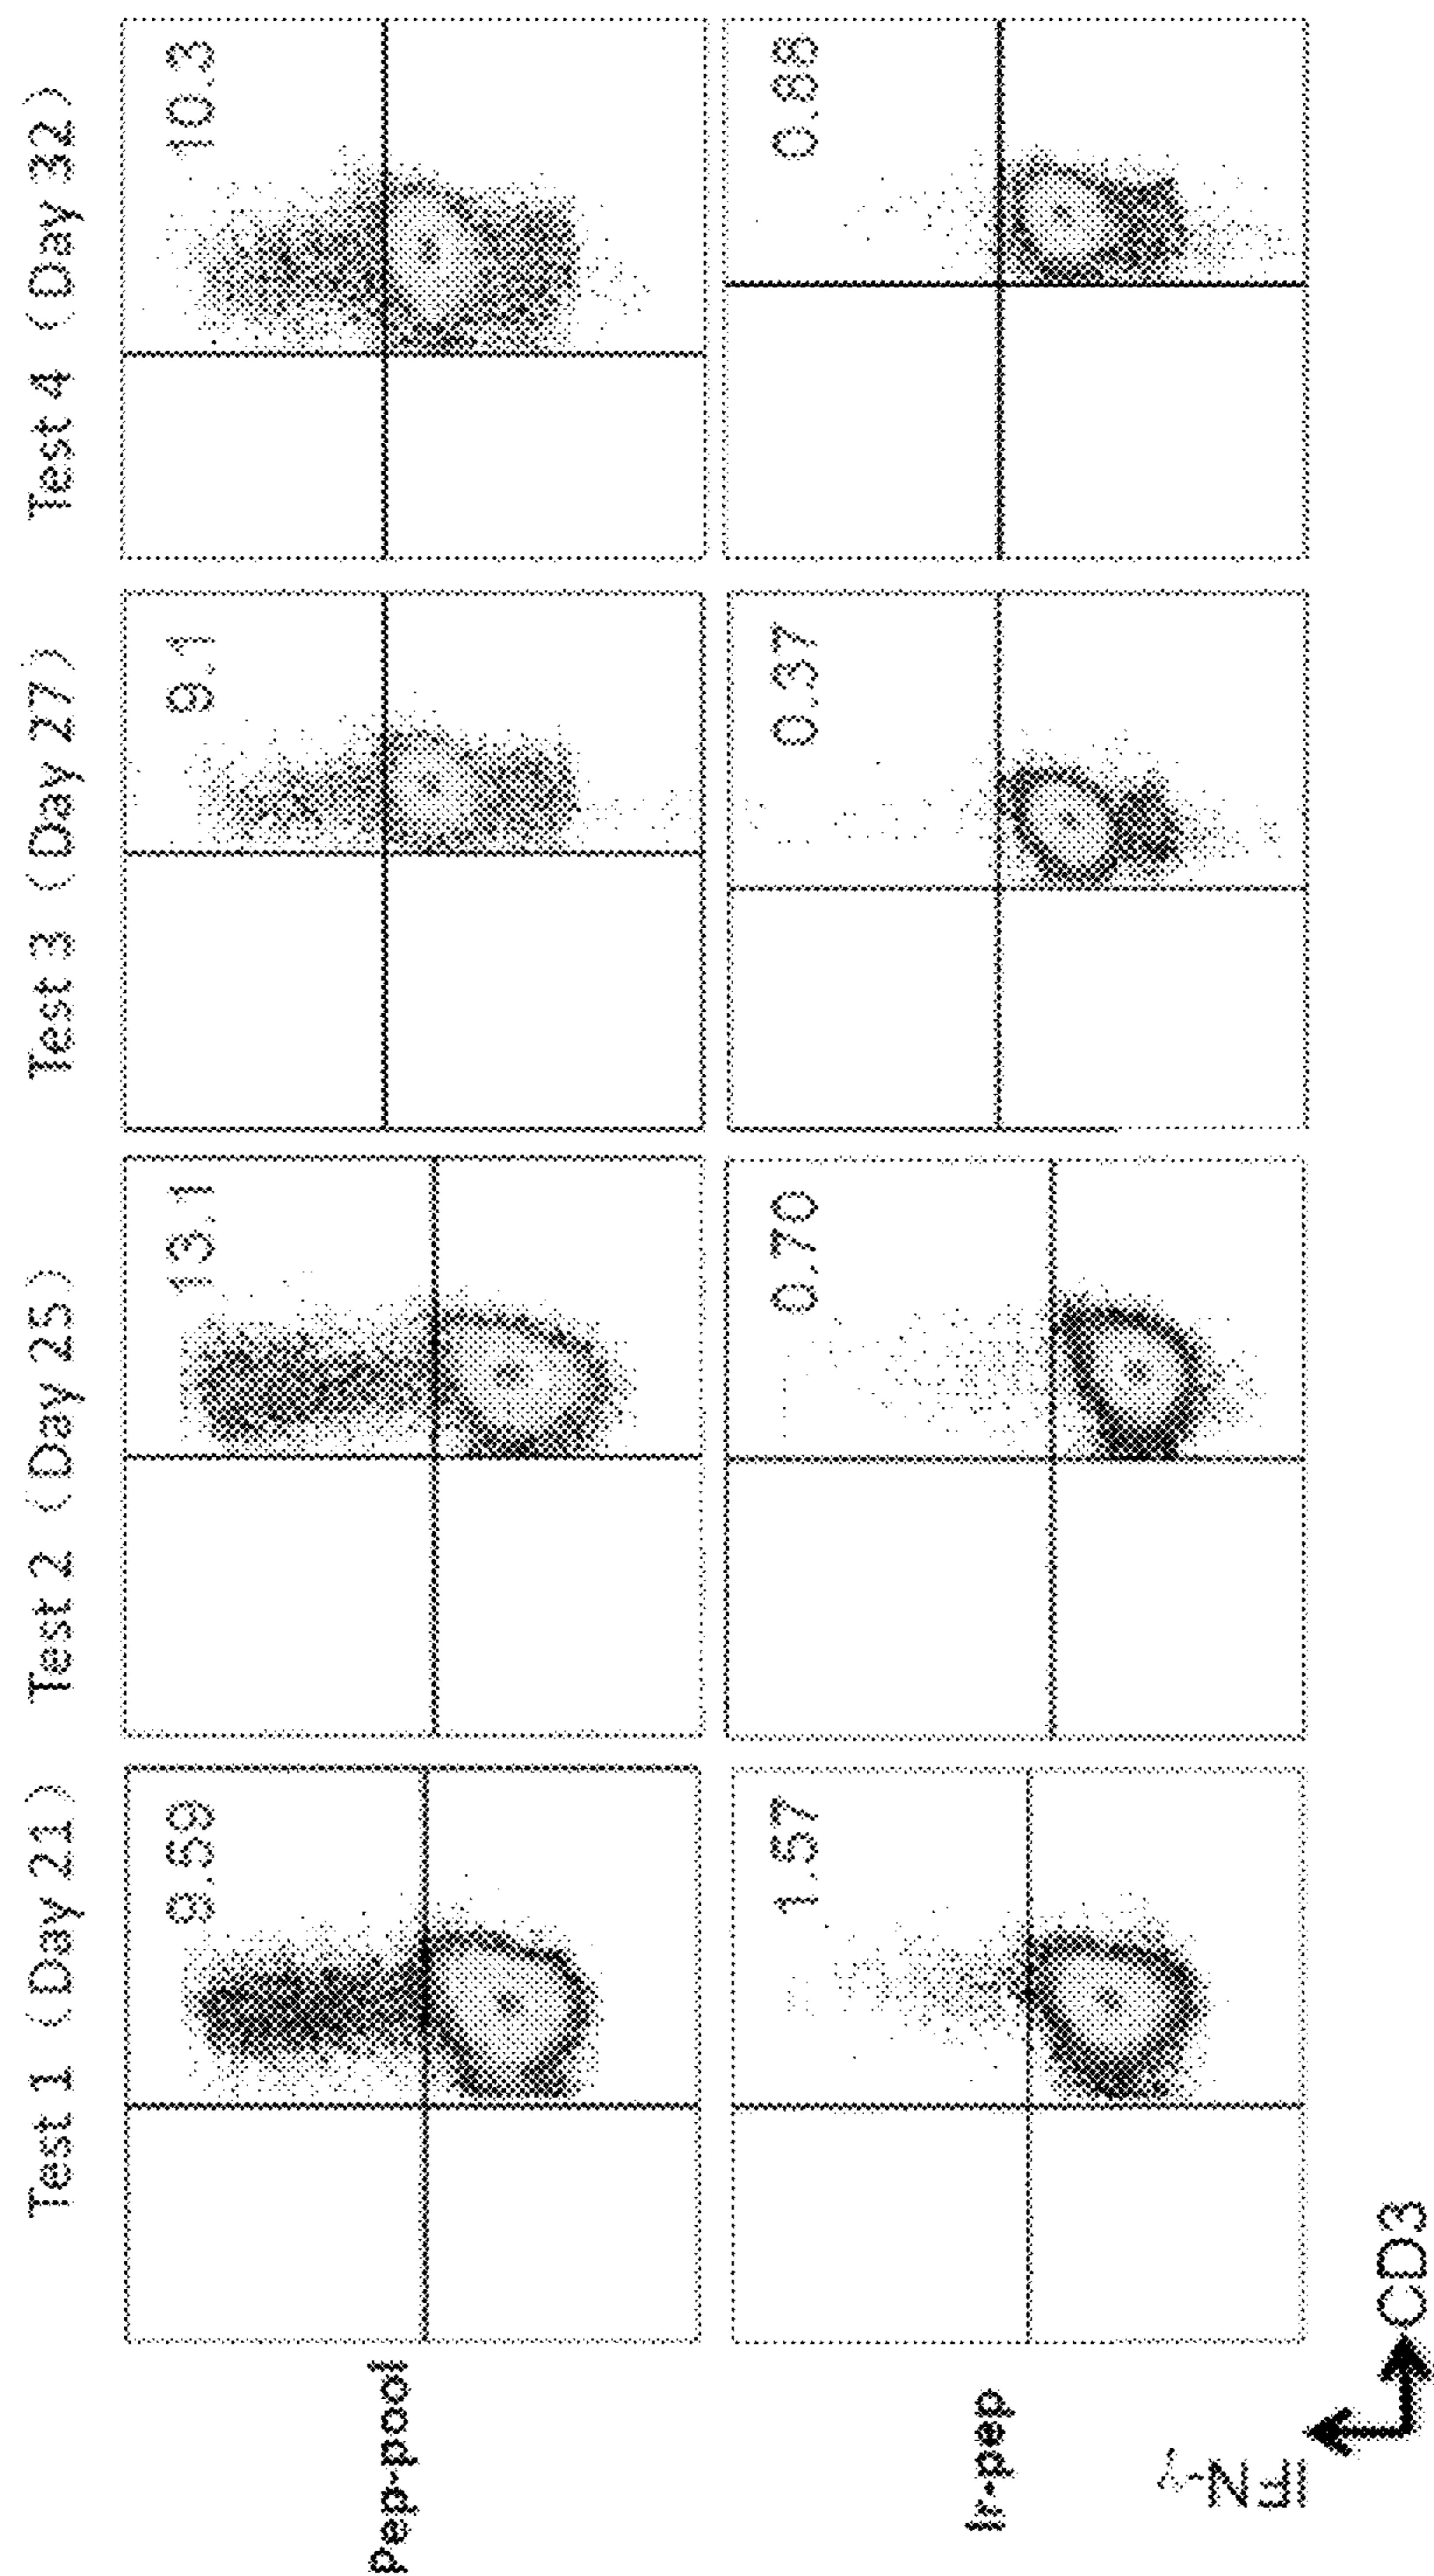 Test 1 (Day 21)
Test 2 (Day 25)
Test 3 (Day 27)
Test 4 (Day 32)
Pep-pool
9.59
13.1
9.1
10.3
Ir-pep
1.57
0.70
0.37
0.88
IFN-γ
CD3